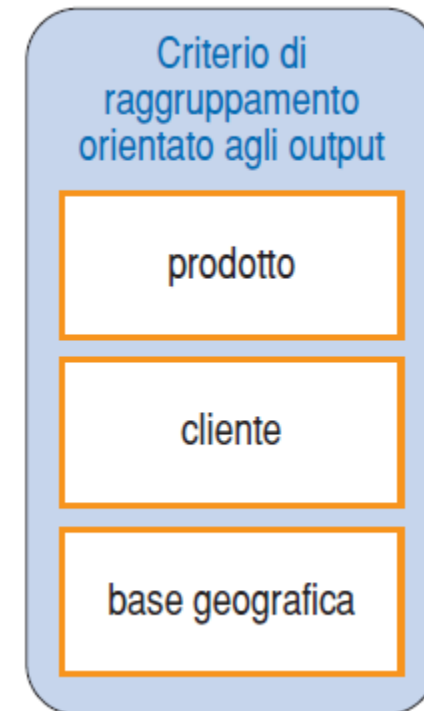 Criterio di
raggruppamento
orientato agli output
prodotto
cliente
base geografica